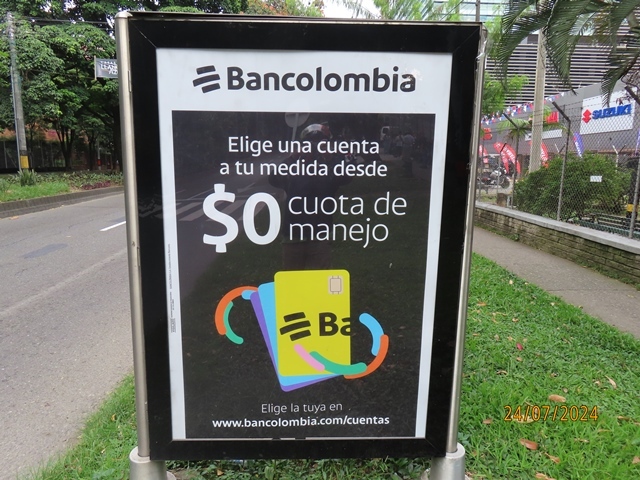 Bancolombia
Elige una cuenta
a tu medida desde
$0 cuota de
manejo
Ba
Elige la tuya en
www.bancolombia.com/cuentas
SUZUKI
24/07/2024